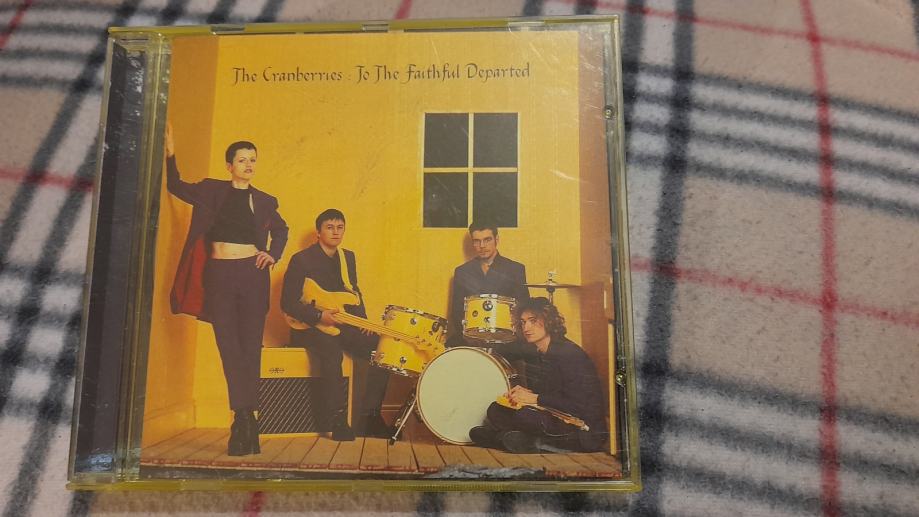 The Cranberries : To The Faithful Departed